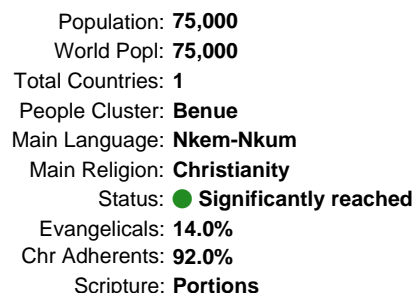 Population: 75,000
World Popl: 75,000
Total Countries: 1
People Cluster: Benue
Main Language: Nkem-Nkum
Main Religion: Christianity
Status: Significantly reached
Evangelicals: 14.0%
Chr Adherents: 92.0%
Scripture: Portions